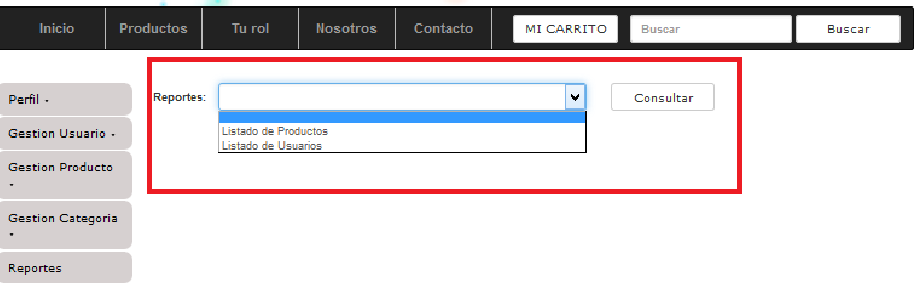 Inicio Productos Tu rol Nosotros Contacto MI CARRITO Buscar Buscar
Perfil -
Reportes: Consultar
Listado de Productos
Listado de Usuarios
Gestion Usuario -
Gestion Producto
-
Gestion Categoria
-
Reportes